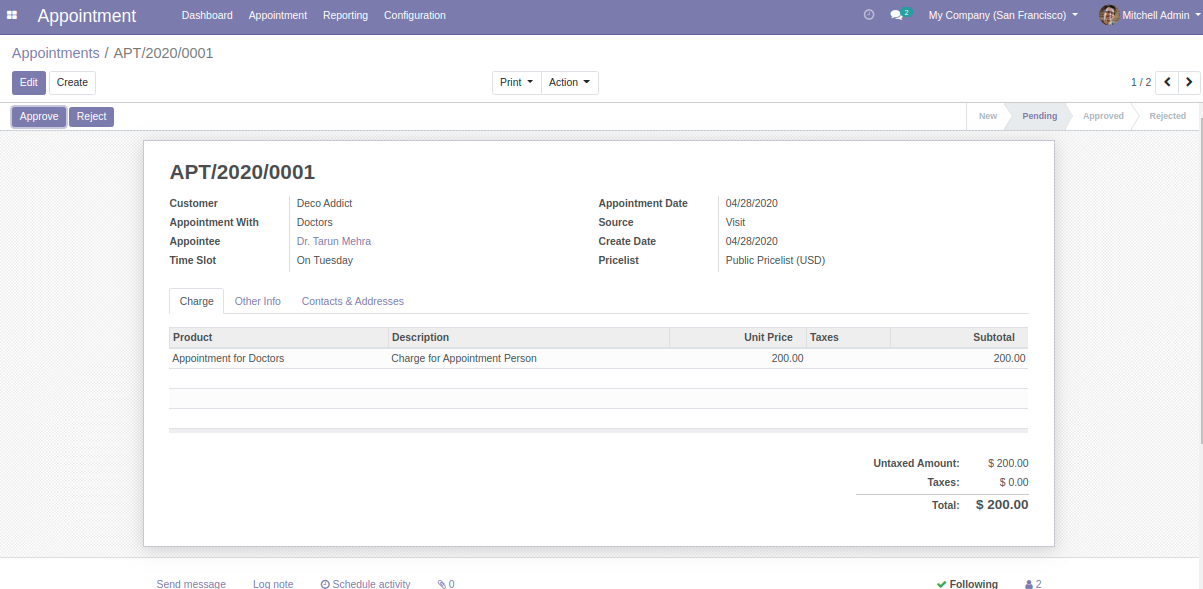 Appointment Dashboard Appointment Reporting Configuration 2 My Company (San Francisco) Mitchell Admin
Appointments / APT/2020/0001
Edit Create Print Action 1 / 2
Approve Reject New Pending Approved Rejected
APT/2020/0001
Customer Deco Addict Appointment Date 04/28/2020
Appointment With Doctors Source Visit
Appointee Dr. Tarun Mehra Create Date 04/28/2020
Time Slot On Tuesday Pricelist Public Pricelist (USD)
Charge Other Info Contacts & Addresses
Product Description Unit Price Taxes Subtotal
Appointment for Doctors Charge for Appointment Person 200.00 200.00
Untaxed Amount: $ 200.00
Taxes: $ 0.00
Total: $ 200.00
Send message Log note Schedule activity 0 Following 2